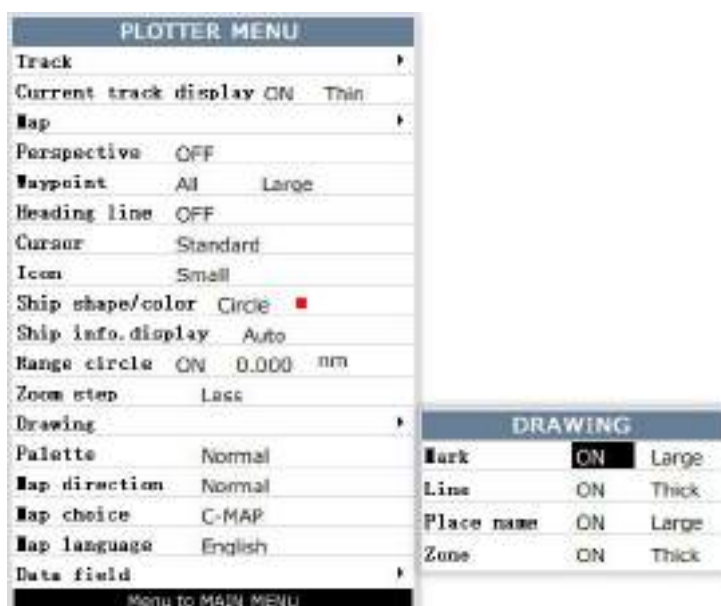 PLOTTER MENU
Track
Current track display ON Thin
Map
Perspective OFF
Waypoint All Large
Heading line OFF
Cursor Standard
Icon Small
Ship shape/color Circle
Ship info.display Auto
Range circle ON 0.000 nm
Zoom step Less
Drawing
Palette Normal
Map direction Normal
Map choice C-MAP
Map language English
Data field
Menu to MAIN MENU
DRAWING
Mark ON Large
Line ON Thick
Place name ON Large
Zone ON Thick